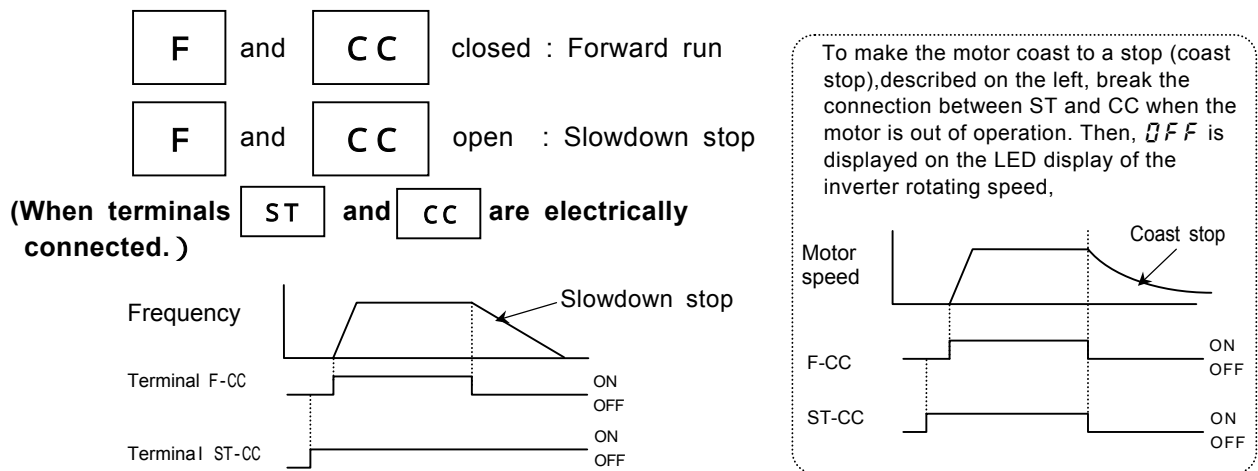 F and CC closed : Forward run
F and CC open : Slowdown stop
(When terminals ST and CC are electrically
connected.)
Frequency
Slowdown stop
Terminal F-CC
ON
OFF
Terminal ST-CC
ON
OFF
To make the motor coast to a stop (coast
stop),described on the left, break the
connection between ST and CC when the
motor is out of operation. Then, OFF is
displayed on the LED display of the
inverter rotating speed,
Motor
speed
Coast stop
F-CC
ON
OFF
ST-CC
ON
OFF